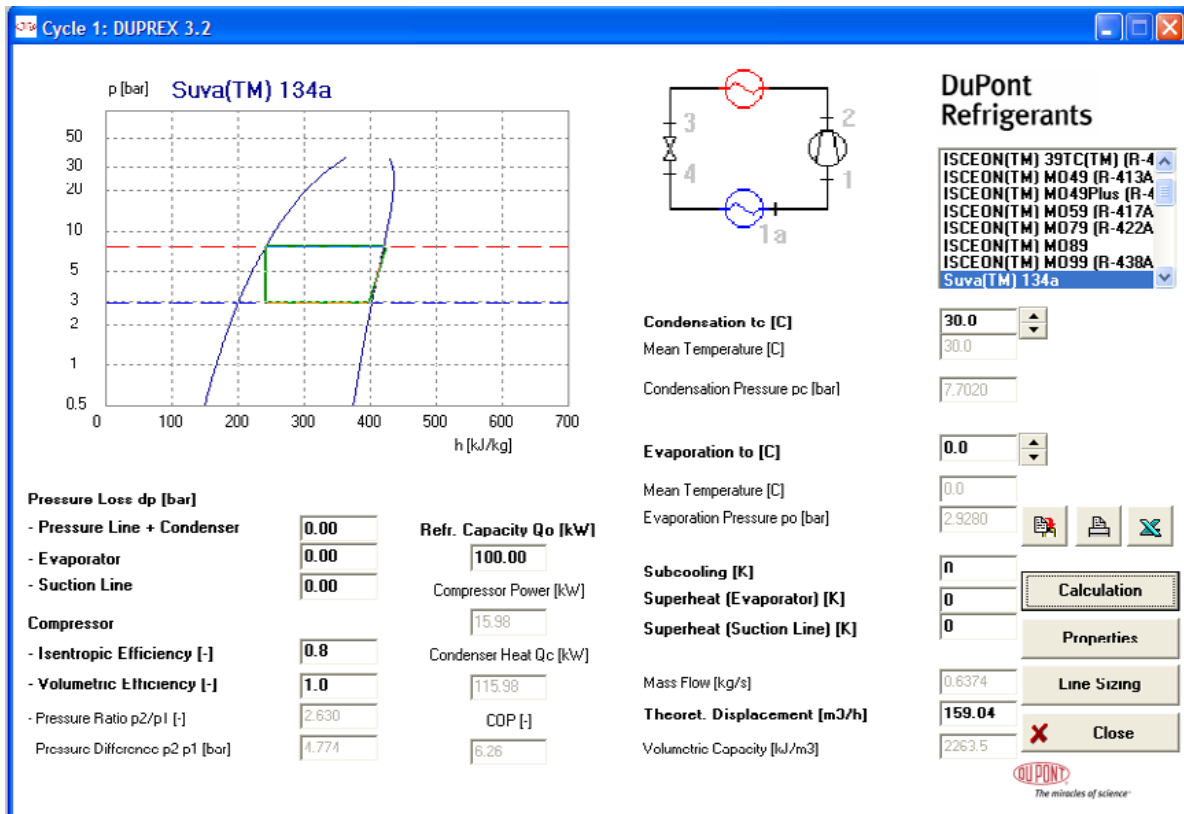 Cycle 1: DUPREX 3.2
p [bar] Suva(TM) 134a
50
30
20
10
5
3
2
1
0.5
0 100 200 300 400 500 600 700
h [kJ/kg]
3
2
4
1
1a
DuPont
Refrigerants
ISCEON(TM) 39TC(TM) (R-4
ISCEON(TM) MO49 (R-413A
ISCEON(TM) MO49Plus (R-4
ISCEON(TM) MO59 (R-417A
ISCEON(TM) MO79 (R-422A
ISCEON(TM) MO89
ISCEON(TM) MO99 (R-438A
Suva(TM) 134a
Condensation tc [C] 30.0
Mean Temperature [C] 30.0
Condensation Pressure pc [bar] 7.7020
Evaporation to [C] 0.0
Mean Temperature [C] 0.0
Evaporation Pressure po [bar] 2.9280
Subcooling [K] 0
Superheat (Evaporator) [K] 0
Superheat (Suction Line) [K] 0
Mass Flow [kg/s] 0.6374
Theoret. Displacement [m3/h] 159.04
Volumetric Capacity [kJ/m3] 2263.5
Calculation
Properties
Line Sizing
Close
Pressure Loss dp [bar]
- Pressure Line + Condenser 0.00
- Evaporator 0.00
- Suction Line 0.00
Compressor
- Isentropic Efficiency [-] 0.8
- Volumetric Efficiency [-] 1.0
- Pressure Ratio p2/p1 [-] 2.630
Pressure Difference p2 p1 [bar] 4.774
Refr. Capacity Qo [kW]
100.00
Compressor Power [kW]
15.98
Condenser Heat Qc [kW]
115.98
COP [-]
6.26
DU PONT
The miracles of science™